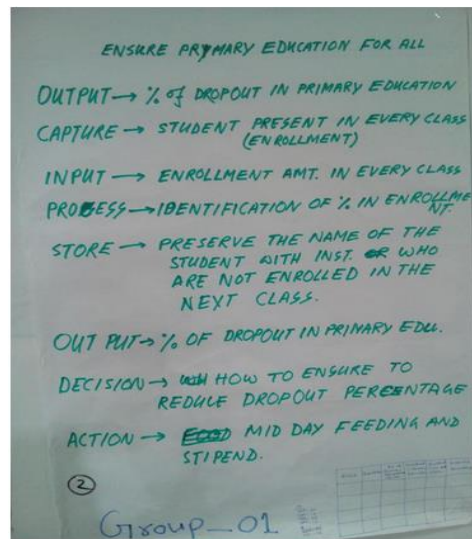 ENSURE PRYMARY EDUCATION FOR ALL
OUTPUT → % of DROPOUT IN PRIMARY EDUCATION
CAPTURE → STUDENT PRESENT IN EVERY CLASS
(ENROLLMENT)
INPUT → ENROLLMENT AMT. IN EVERY CLASS
PROCESS → IDENTIFICATION OF % IN ENROLLME
NT.
STORE → PRESERVE THE NAME OF THE
STUDENT WITH INST. OR WHO
ARE NOT ENROLLED IN THE
NEXT CLASS.
OUT PUT → % OF DROPOUT IN PRIMARY EDU.
DECISION → HOW TO ENSURE TO
REDUCE DROPOUT PERCENTAGE
ACTION → MID DAY FEEDING AND
STIPEND.
2
Group_01